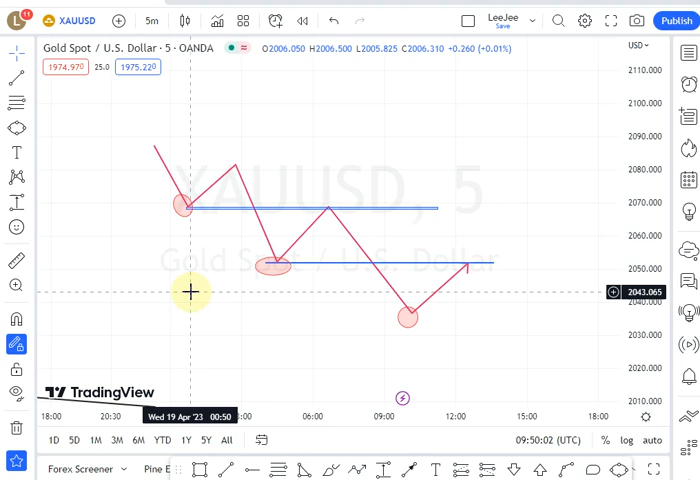 L 11 XAUUSD 5m LeeJee Save Publish
Gold Spot / U.S. Dollar · 5 · OANDA O2006.050 H2006.500 L2005.825 C2006.310 +0.260 (+0.01%) USD
1974.970 25.0 1975.220
2110.000
2100.000
2090.000
2080.000
XAUUSD, 5
2070.000
2060.000
Gold Spot / U.S. Dollar
2050.000
2043.065
2040.000
2030.000
2020.000
TradingView
2010.000
18:00 20:30 Wed 19 Apr '23 00:50 03:00 06:00 09:00 12:00 15:00 18:00
1D 5D 1M 3M 6M YTD 1Y 5Y All 09:50:02 (UTC) % log auto
Forex Screener Pine E